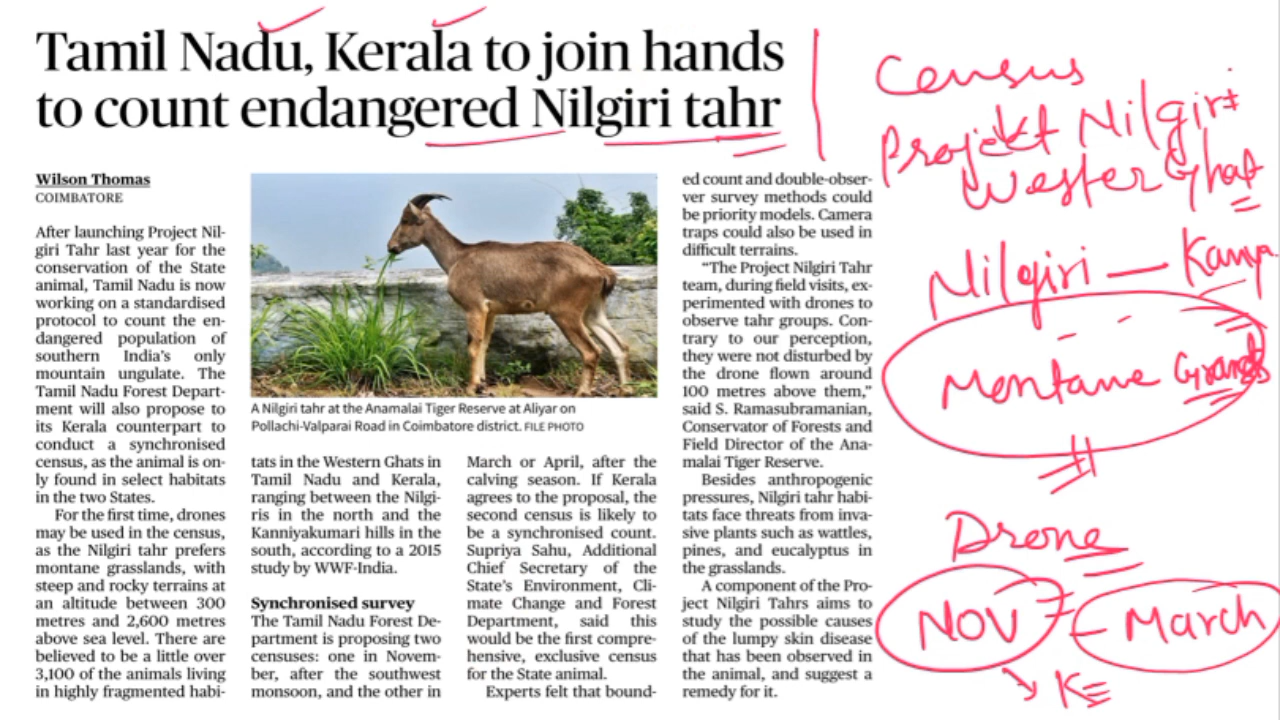 Tamil Nadu, Kerala to join hands
to count endangered Nilgiri tahr
Wilson Thomas
COIMBATORE
After launching Project Nil-
giri Tahr last year for the
conservation of the State
animal, Tamil Nadu is now
working on a standardised
protocol to count the en-
dangered population of
southern India's only
mountain ungulate. The
Tamil Nadu Forest Depart-
ment will also propose to
its Kerala counterpart to
conduct a synchronised
census, as the animal is on-
ly found in select habitats
in the two States.
For the first time, drones
may be used in the census,
as the Nilgiri tahr prefers
montane grasslands, with
steep and rocky terrains at
an altitude between 300
metres and 2,600 metres
above sea level. There are
believed to be a little over
3,100 of the animals living
in highly fragmented habi-
A Nilgiri tahr at the Anamalai Tiger Reserve at Aliyar on
Pollachi-Valparai Road in Coimbatore district. FILE PHOTO
tats in the Western Ghats in
Tamil Nadu and Kerala,
ranging between the Nilgi-
ris in the north and the
Kanniyakumari hills in the
south, according to a 2015
study by WWF-India.
Synchronised survey
The Tamil Nadu Forest De-
partment is proposing two
censuses: one in Novem-
ber, after the southwest
monsoon, and the other in
March or April, after the
calving season. If Kerala
agrees to the proposal, the
second census is likely to
be a synchronised count.
Supriya Sahu, Additional
Chief Secretary of the
State's Environment, Cli-
mate Change and Forest
Department, said this
would be the first compre-
hensive, exclusive census
for the State animal.
Experts felt that bound-
ed count and double-obser-
ver survey methods could
be priority models. Camera
traps could also be used in
difficult terrains.
"The Project Nilgiri Tahr
team, during field visits, ex-
perimented with drones to
observe tahr groups. Con-
trary to our perception,
they were not disturbed by
the drone flown around
100 metres above them,"
said S. Ramasubramanian,
Conservator of Forests and
Field Director of the Ana-
malai Tiger Reserve.
Besides anthropogenic
pressures, Nilgiri tahr habi-
tats face threats from inva-
sive plants such as wattles,
pines, and eucalyptus in
the grasslands.
A component of the Pro-
ject Nilgiri Tahrs aims to
study the possible causes
of the lumpy skin disease
that has been observed in
the animal, and suggest a
remedy for it.
Census
Project Nilgiri
Wester Ghat
Nilgiri — Kanya
Montane
Drone
Nov - March
K